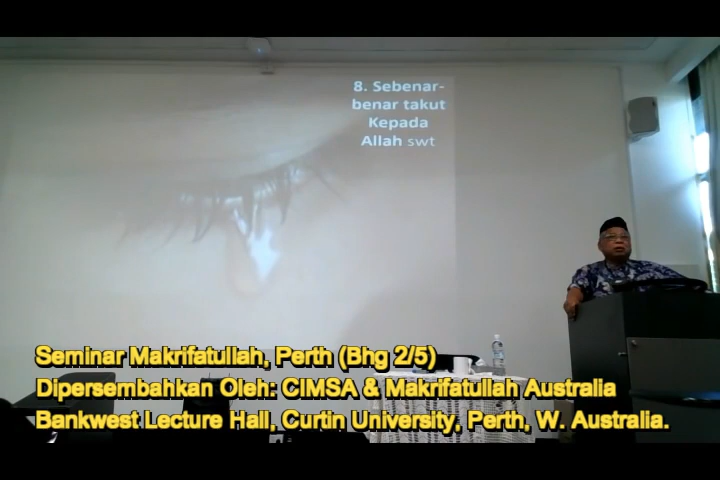 8. Sebenar-
benar takut
Kepada
Allah swt
Seminar Makrifatullah, Perth (Bhg 2/5)
Dipersembahkan Oleh: CIMSA & Makrifatullah Australia
Bankwest Lecture Hall, Curtin University, Perth, W. Australia.